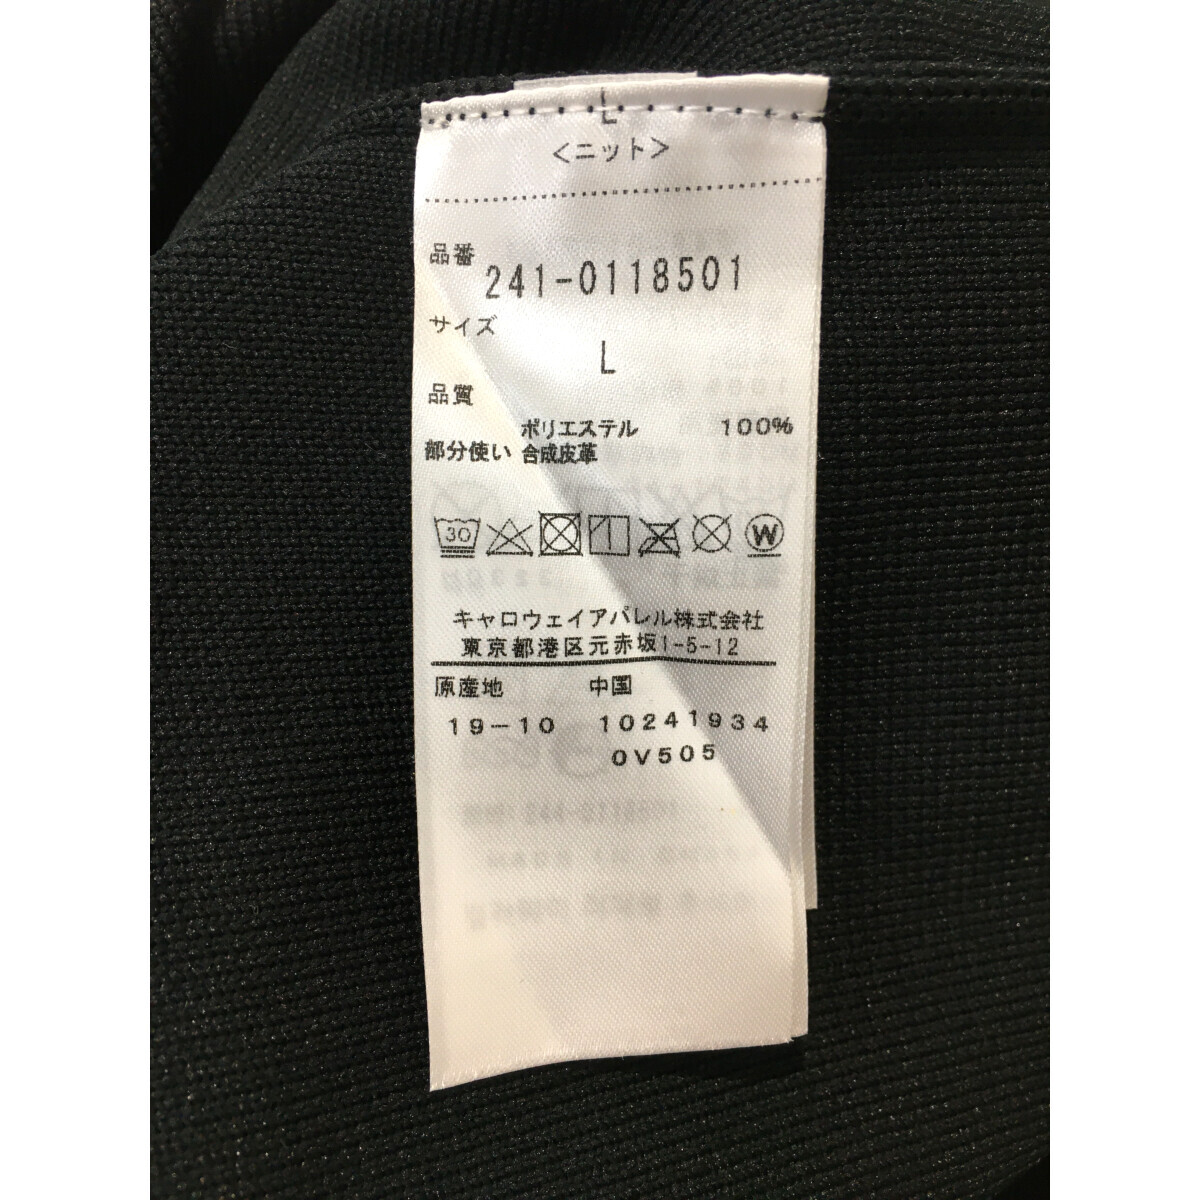 L
<ニット>
品番
241-0118501
サイズ
L
品質
ポリエステル 100%
部分使い 合成皮革
30 W
キャロウェイアパレル株式会社
東京都港区元赤坂1-5-12
原産地 中国
19-10 10241934
0V505